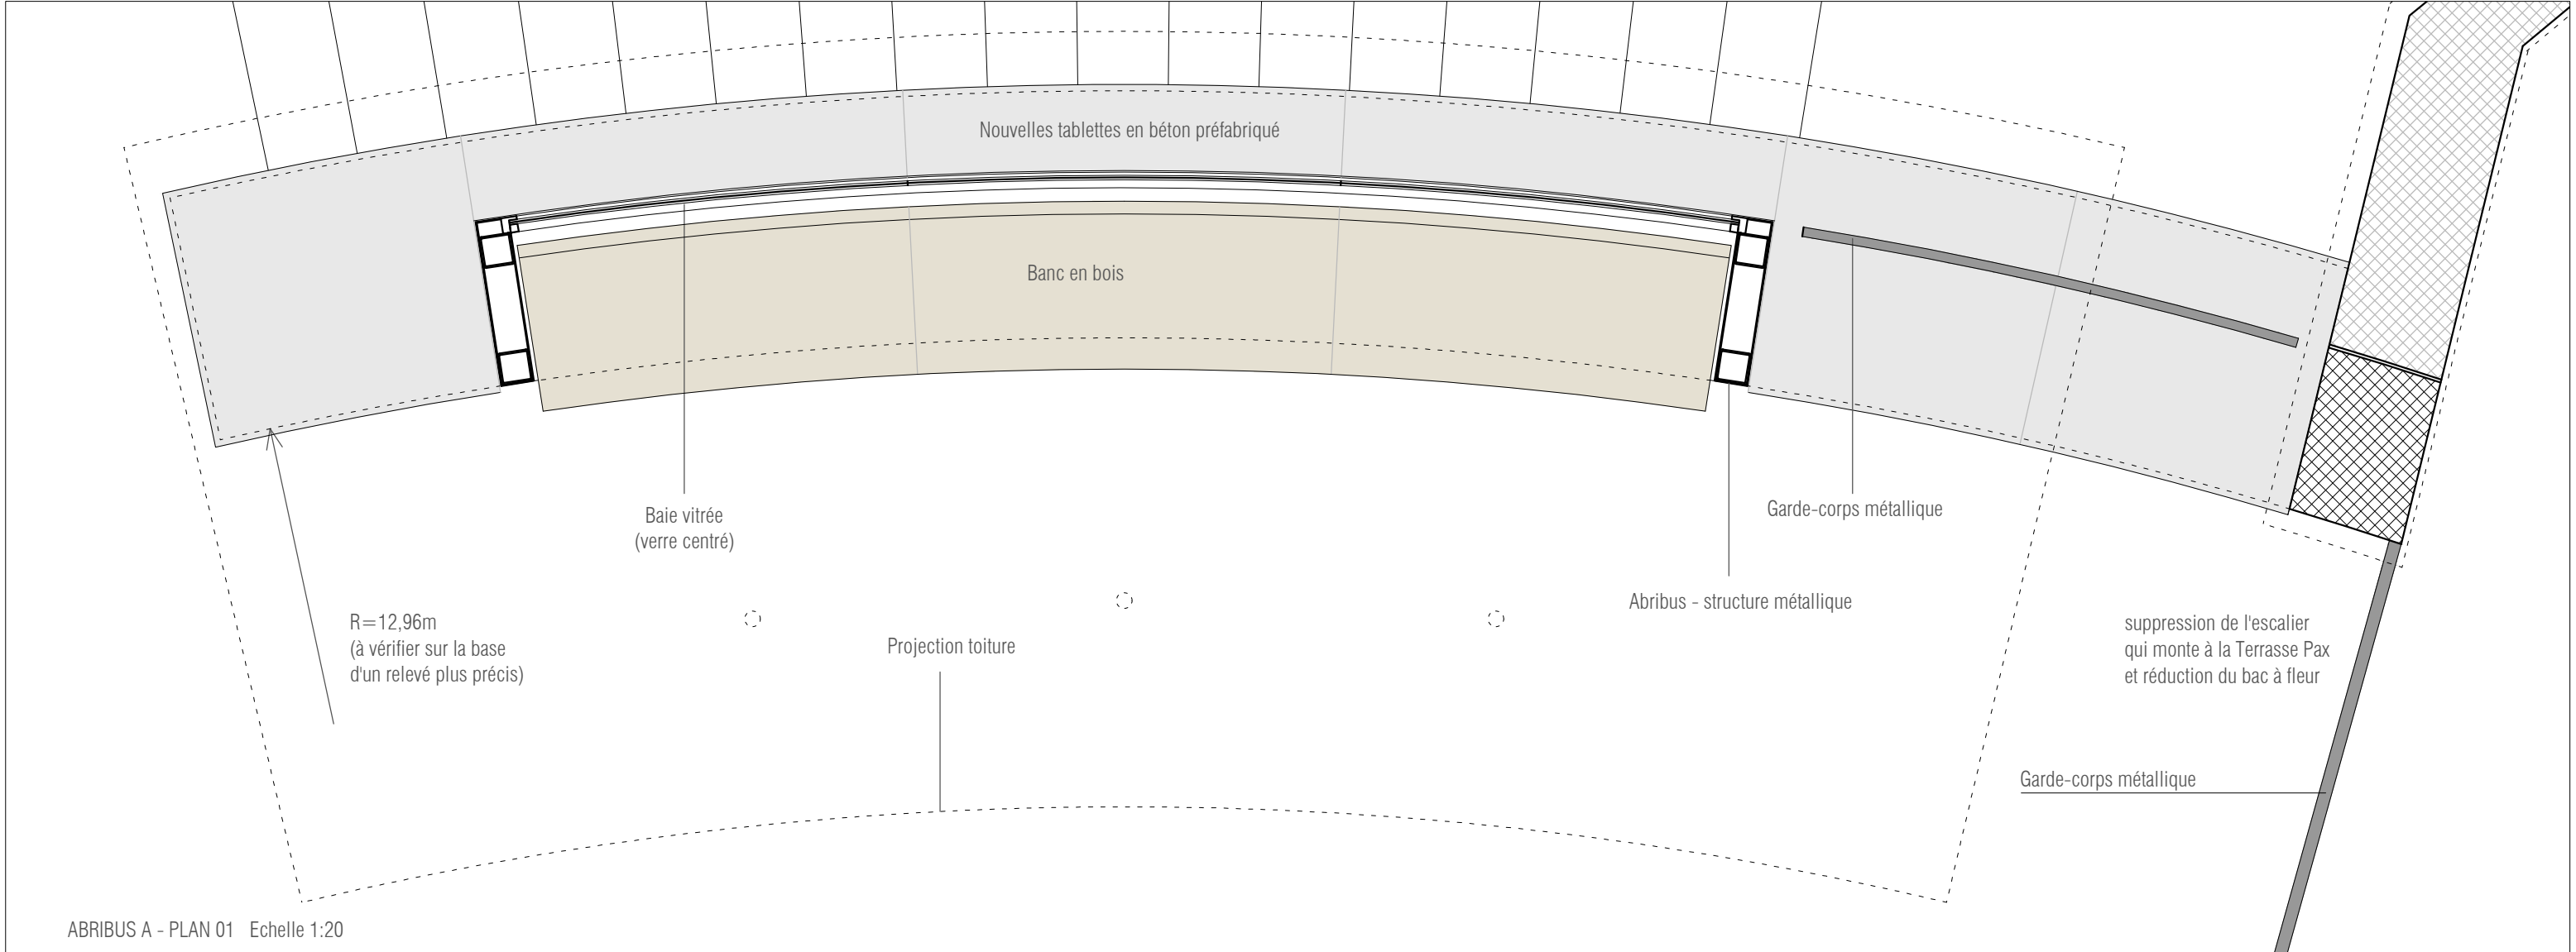 Nouvelles tablettes en béton préfabriqué
Banc en bois
Baie vitrée
(verre centré)
Garde-corps métallique
Abribus - structure métallique
R=12,96m
(à vérifier sur la base
d'un relevé plus précis)
Projection toiture
suppression de l'escalier
qui monte à la Terrasse Pax
et réduction du bac à fleur
Garde-corps métallique
ABRIBUS A - PLAN 01 Echelle 1:20